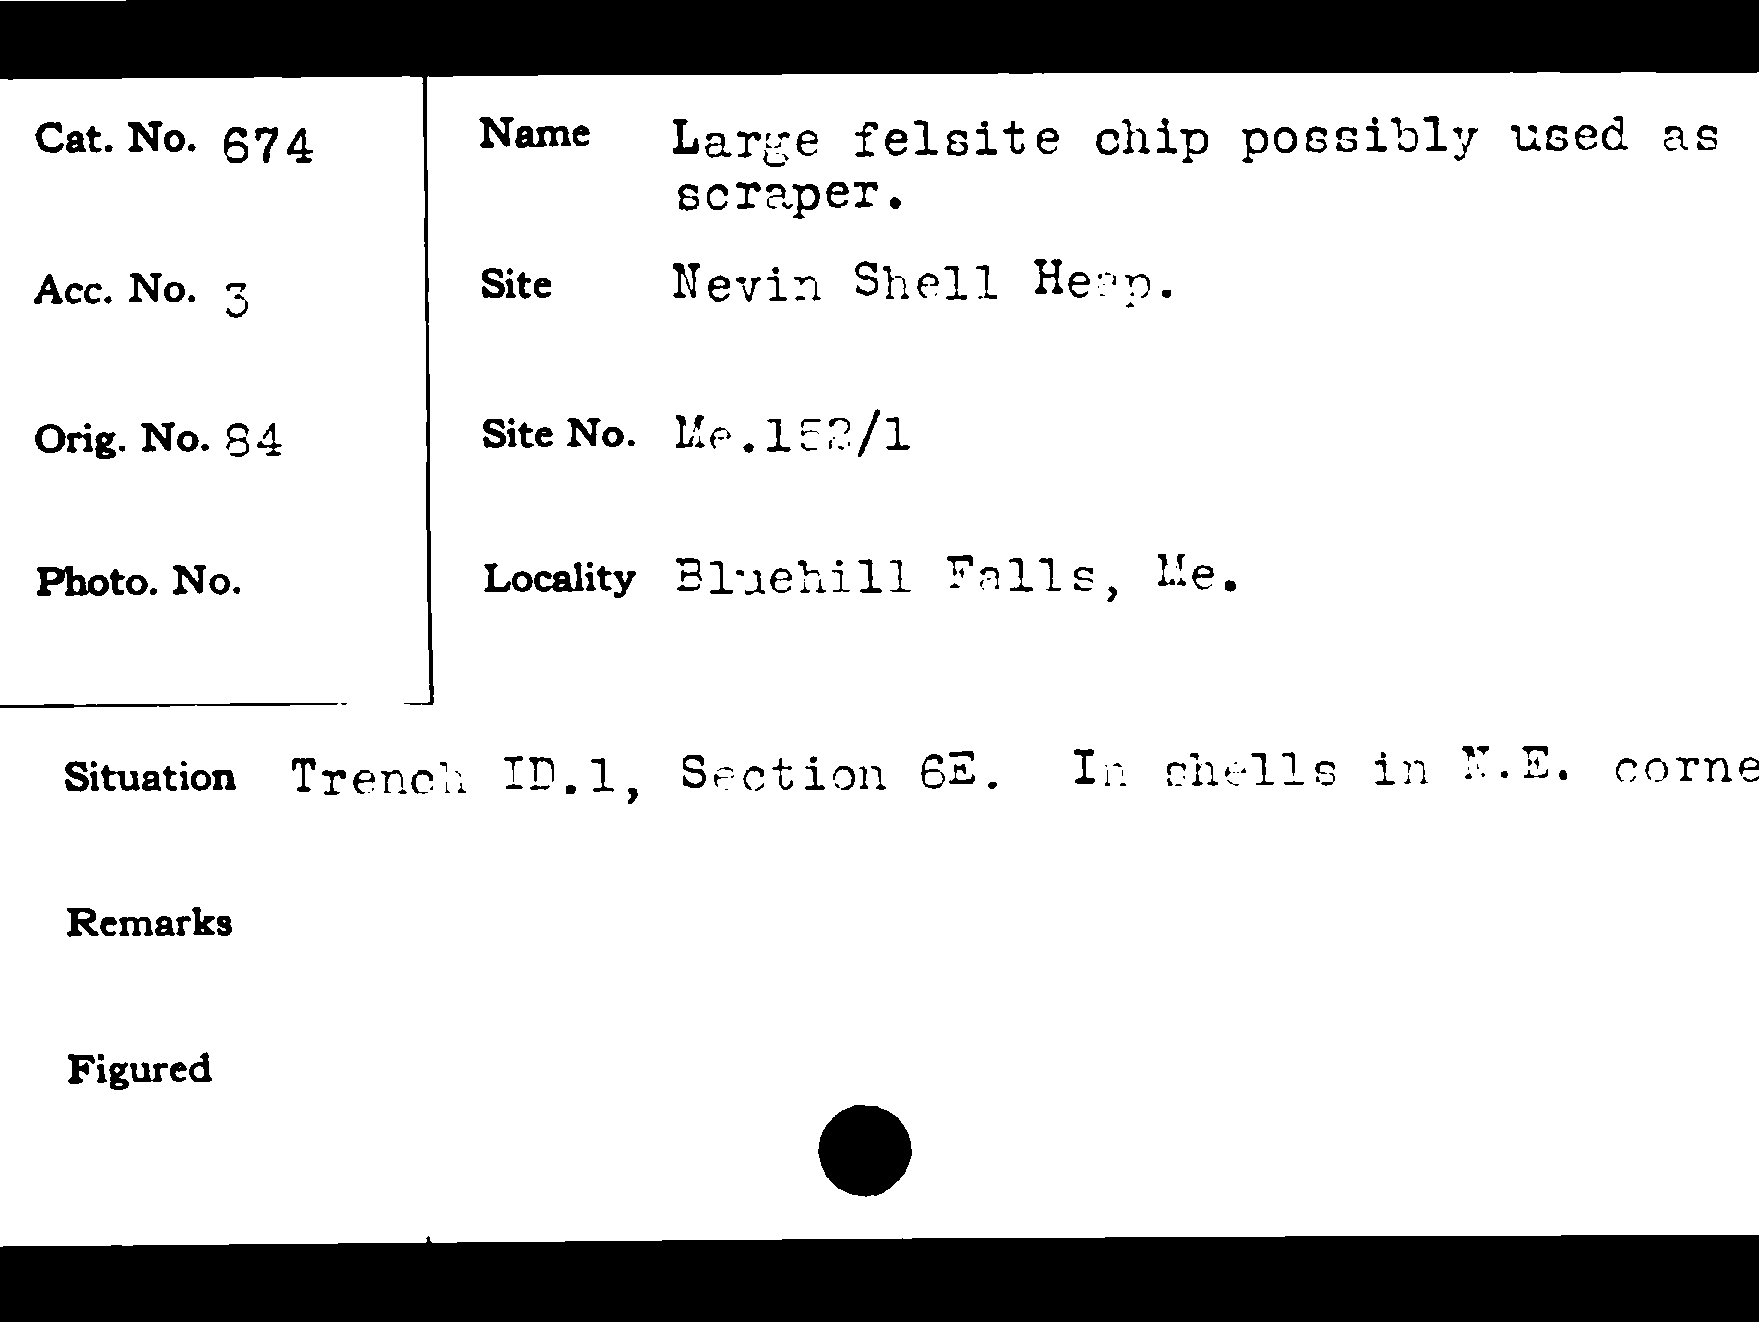 Cat. No. 674
Name Large felsite chip possibly used as
scraper.
Acc. No. 3
Site Nevin Shell Heap.
Orig. No. 84
Site No. Me.152/1
Photo. No.
Locality Bluehill Falls, Me.
Situation Trench ID.1, Section 6E. In shells in N.E. corne
Remarks
Figured